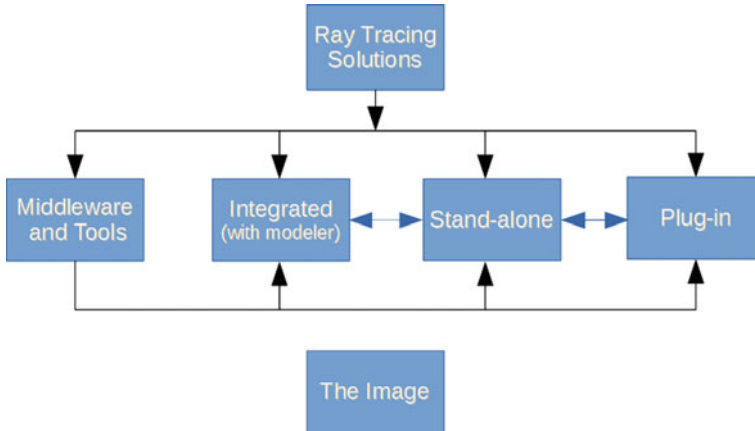 Ray Tracing
Solutions
Middleware
and Tools
Integrated
(with modeler)
Stand-alone
Plug-in
The Image